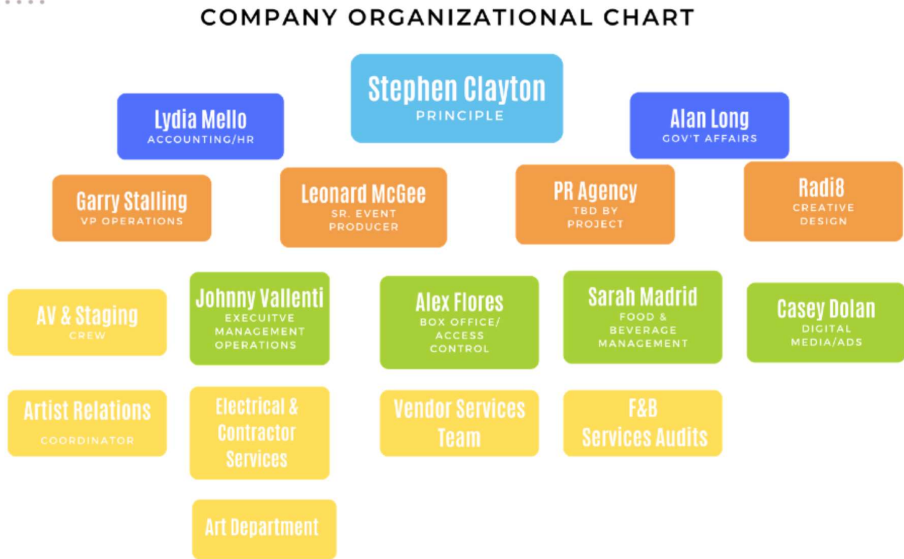 COMPANY ORGANIZATIONAL CHART
Stephen Clayton
PRINCIPLE
Lydia Mello
ACCOUNTING/HR
Alan Long
GOV'T AFFAIRS
Garry Stalling
VP OPERATIONS
Leonard McGee
SR. EVENT
PRODUCER
PR Agency
TBD BY
PROJECT
Radi8
CREATIVE
DESIGN
AV & Staging
CREW
Johnny Vallenti
EXECUITVE
MANAGEMENT
OPERATIONS
Alex Flores
BOX OFFICE/
ACCESS
CONTROL
Sarah Madrid
FOOD &
BEVERAGE
MANAGEMENT
Casey Dolan
DIGITAL
MEDIA/ADS
Artist Relations
COORDINATOR
Electrical &
Contractor
Services
Vendor Services
Team
F&B
Services Audits
Art Department